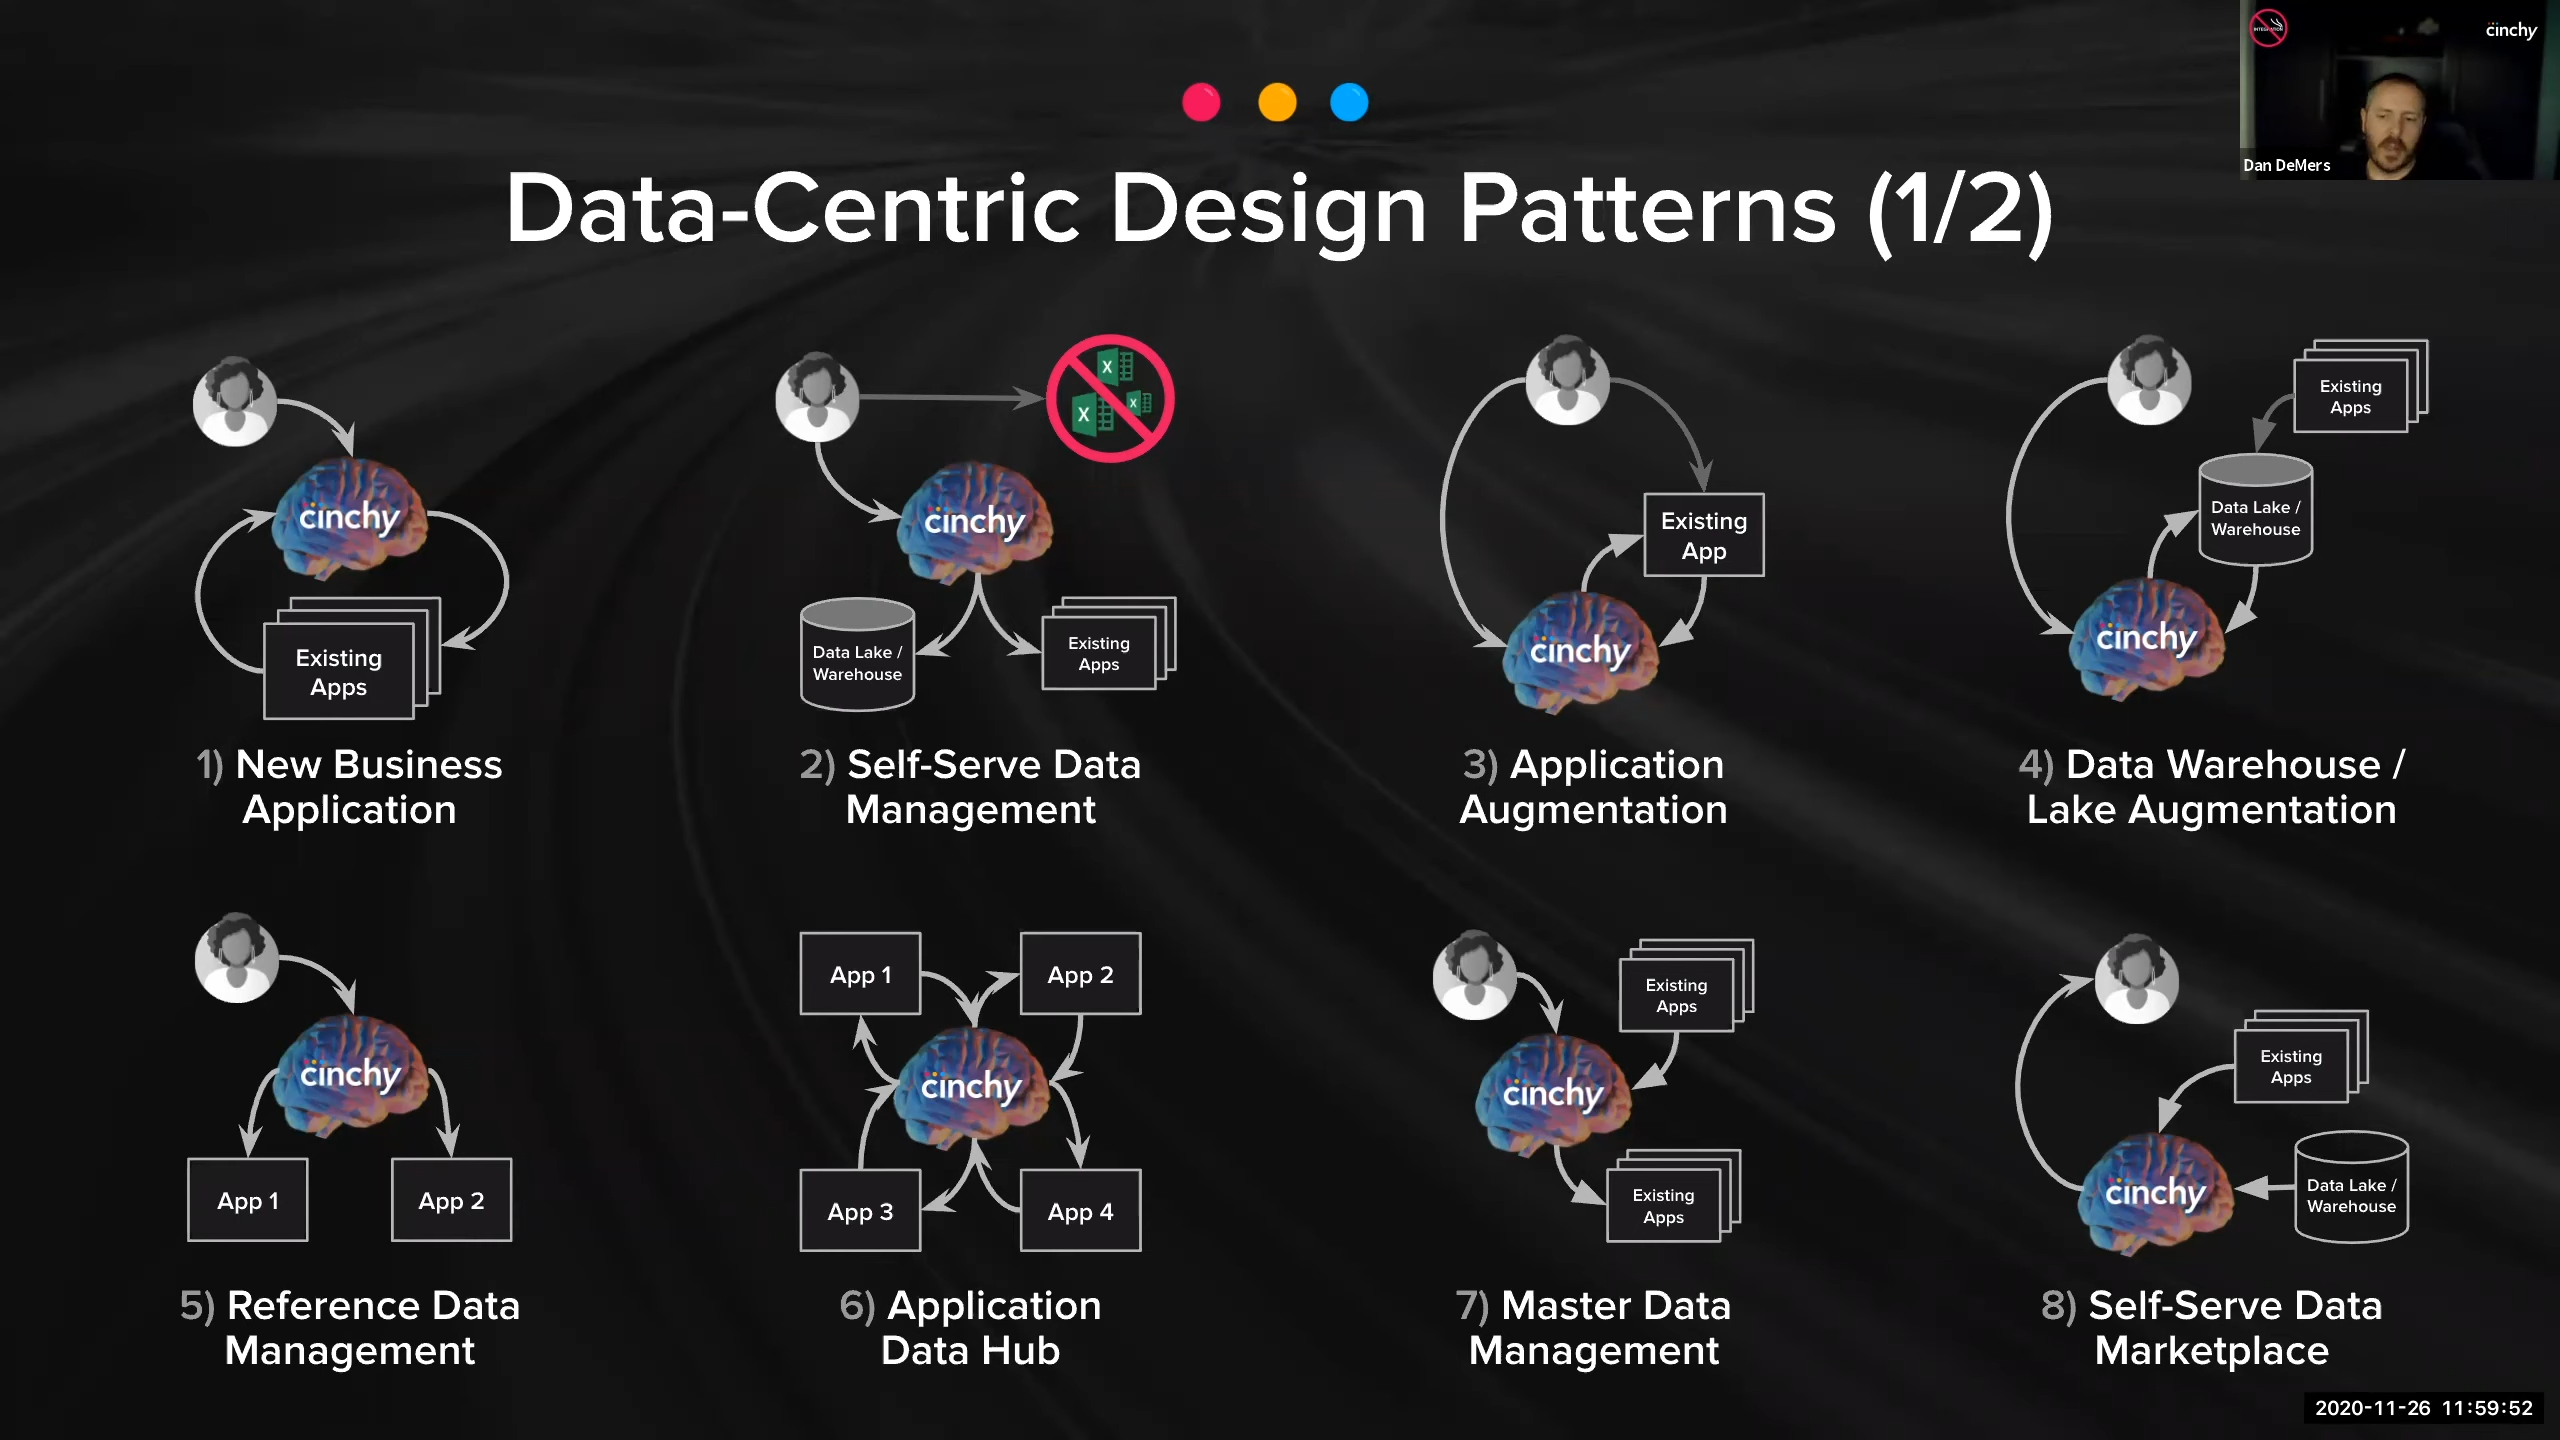 cinchy
Dan DeMers
Data-Centric Design Patterns (1/2)
cinchy
Existing
Apps
1) New Business
Application
X
X
X
cinchy
Data Lake /
Warehouse
Existing
Apps
2) Self-Serve Data
Management
Existing
App
cinchy
3) Application
Augmentation
Existing
Apps
Data Lake /
Warehouse
cinchy
4) Data Warehouse /
Lake Augmentation
cinchy
App 1
App 2
5) Reference Data
Management
App 1
App 2
cinchy
App 3
App 4
6) Application
Data Hub
Existing
Apps
cinchy
Existing
Apps
7) Master Data
Management
Existing
Apps
cinchy
Data Lake /
Warehouse
8) Self-Serve Data
Marketplace
2020-11-26 11:59:52